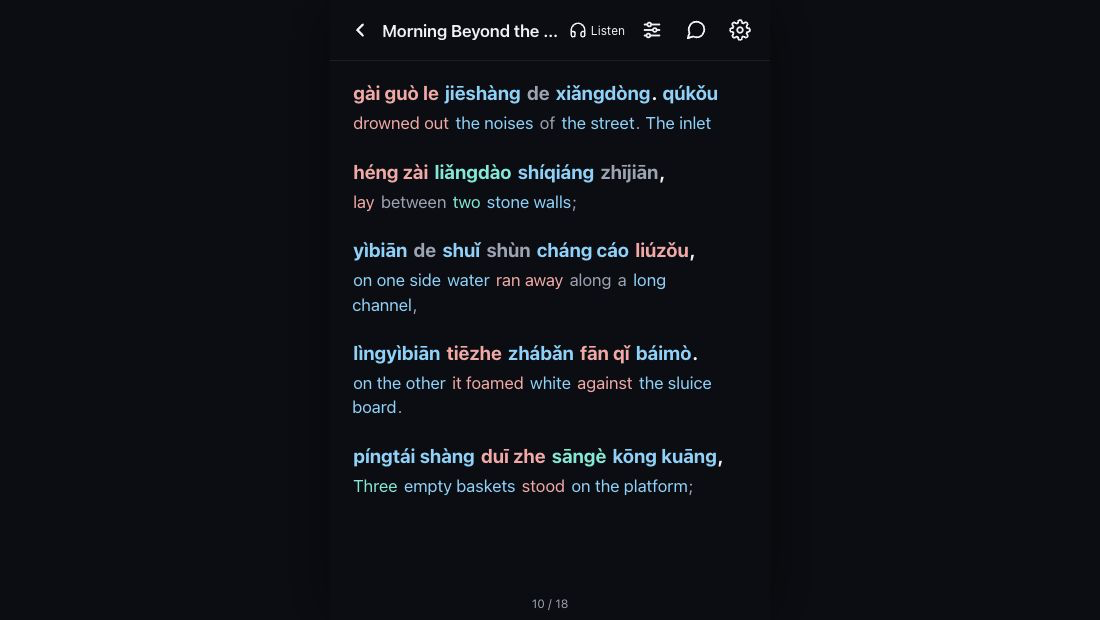 Morning Beyond the ... Listen
gài guò le jiēshàng de xiǎngdòng. qúkǒu
drowned out the noises of the street. The inlet
héng zài liǎngdào shíqiáng zhījiān,
lay between two stone walls;
yìbiān de shuǐ shùn cháng cáo liúzǒu,
on one side water ran away along a long
channel,
lìngyìbiān tiēzhe zhábǎn fān qǐ báimò.
on the other it foamed white against the sluice
board.
píngtái shàng duī zhe sāngè kōng kuāng,
Three empty baskets stood on the platform;
10 / 18